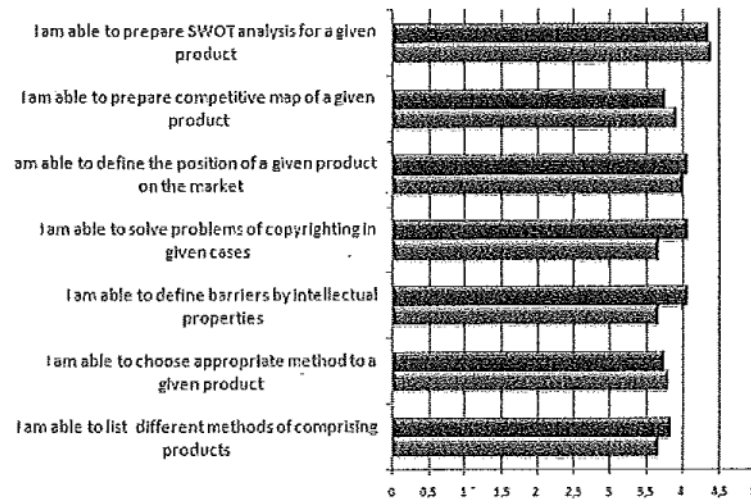 I am able to prepare SWOT analysis for a given
product
I am able to prepare competitive map of a given
product
am able to define the position of a given product
on the market
I am able to solve problems of copyrighting in
given cases
I am able to define barriers by intellectual
properties
I am able to choose appropriate method to a
given product
I am able to list different methods of comprising
products
0 0,5 1 1,5 2 2,5 3 3,5 4 4,5